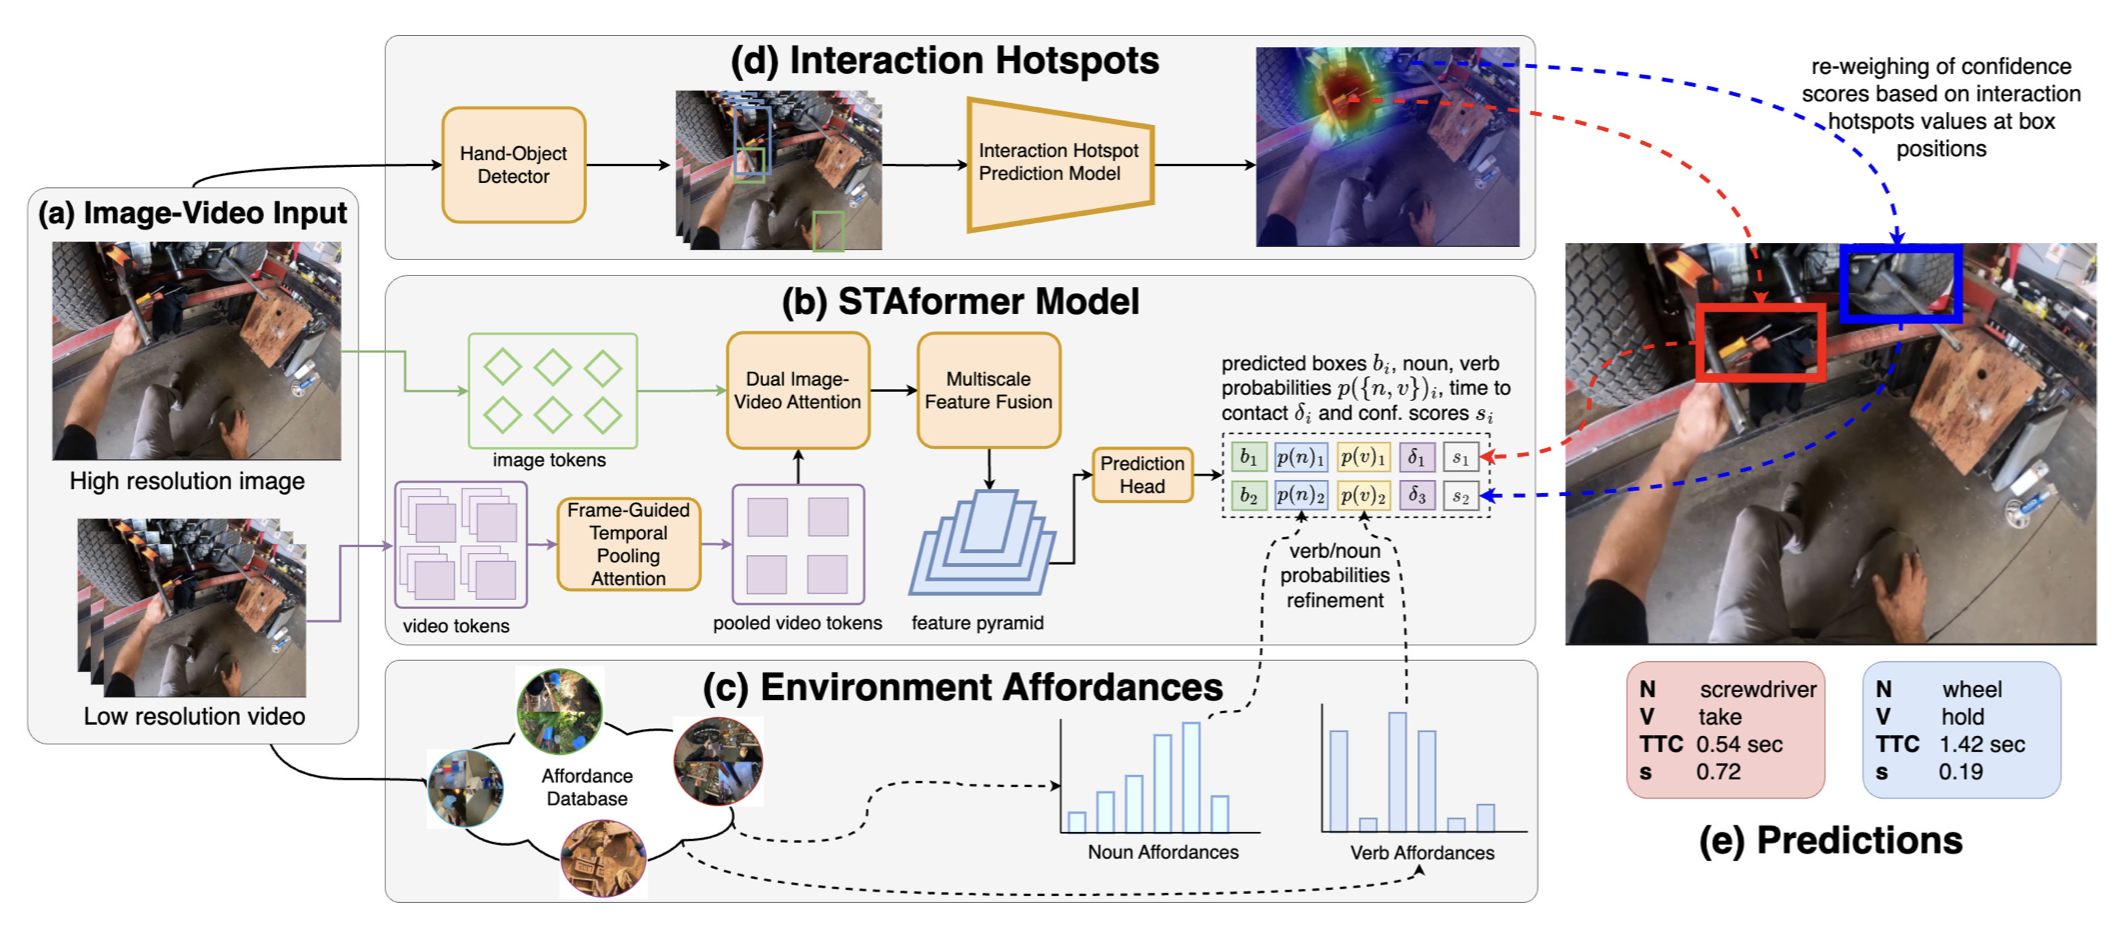 (d) Interaction Hotspots
Hand-Object
Detector
Interaction Hotspot
Prediction Model
re-weighing of confidence
scores based on interaction
hotspots values at box
positions
(a) Image-Video Input
High resolution image
Low resolution video
(b) STAformer Model
image tokens
Dual Image-
Video Attention
Multiscale
Feature Fusion
video tokens
Frame-Guided
Temporal
Pooling
Attention
pooled video tokens
feature pyramid
Prediction
Head
predicted boxes b_i, noun, verb
probabilities p({n, v})_i, time to
contact δ_i and conf. scores s_i
b_1 p(n)_1 p(v)_1 δ_1 s_1
b_2 p(n)_2 p(v)_2 δ_3 s_2
verb/noun
probabilities
refinement
(c) Environment Affordances
Affordance
Database
Noun Affordances
Verb Affordances
N screwdriver
V take
TTC 0.54 sec
s 0.72
N wheel
V hold
TTC 1.42 sec
s 0.19
(e) Predictions